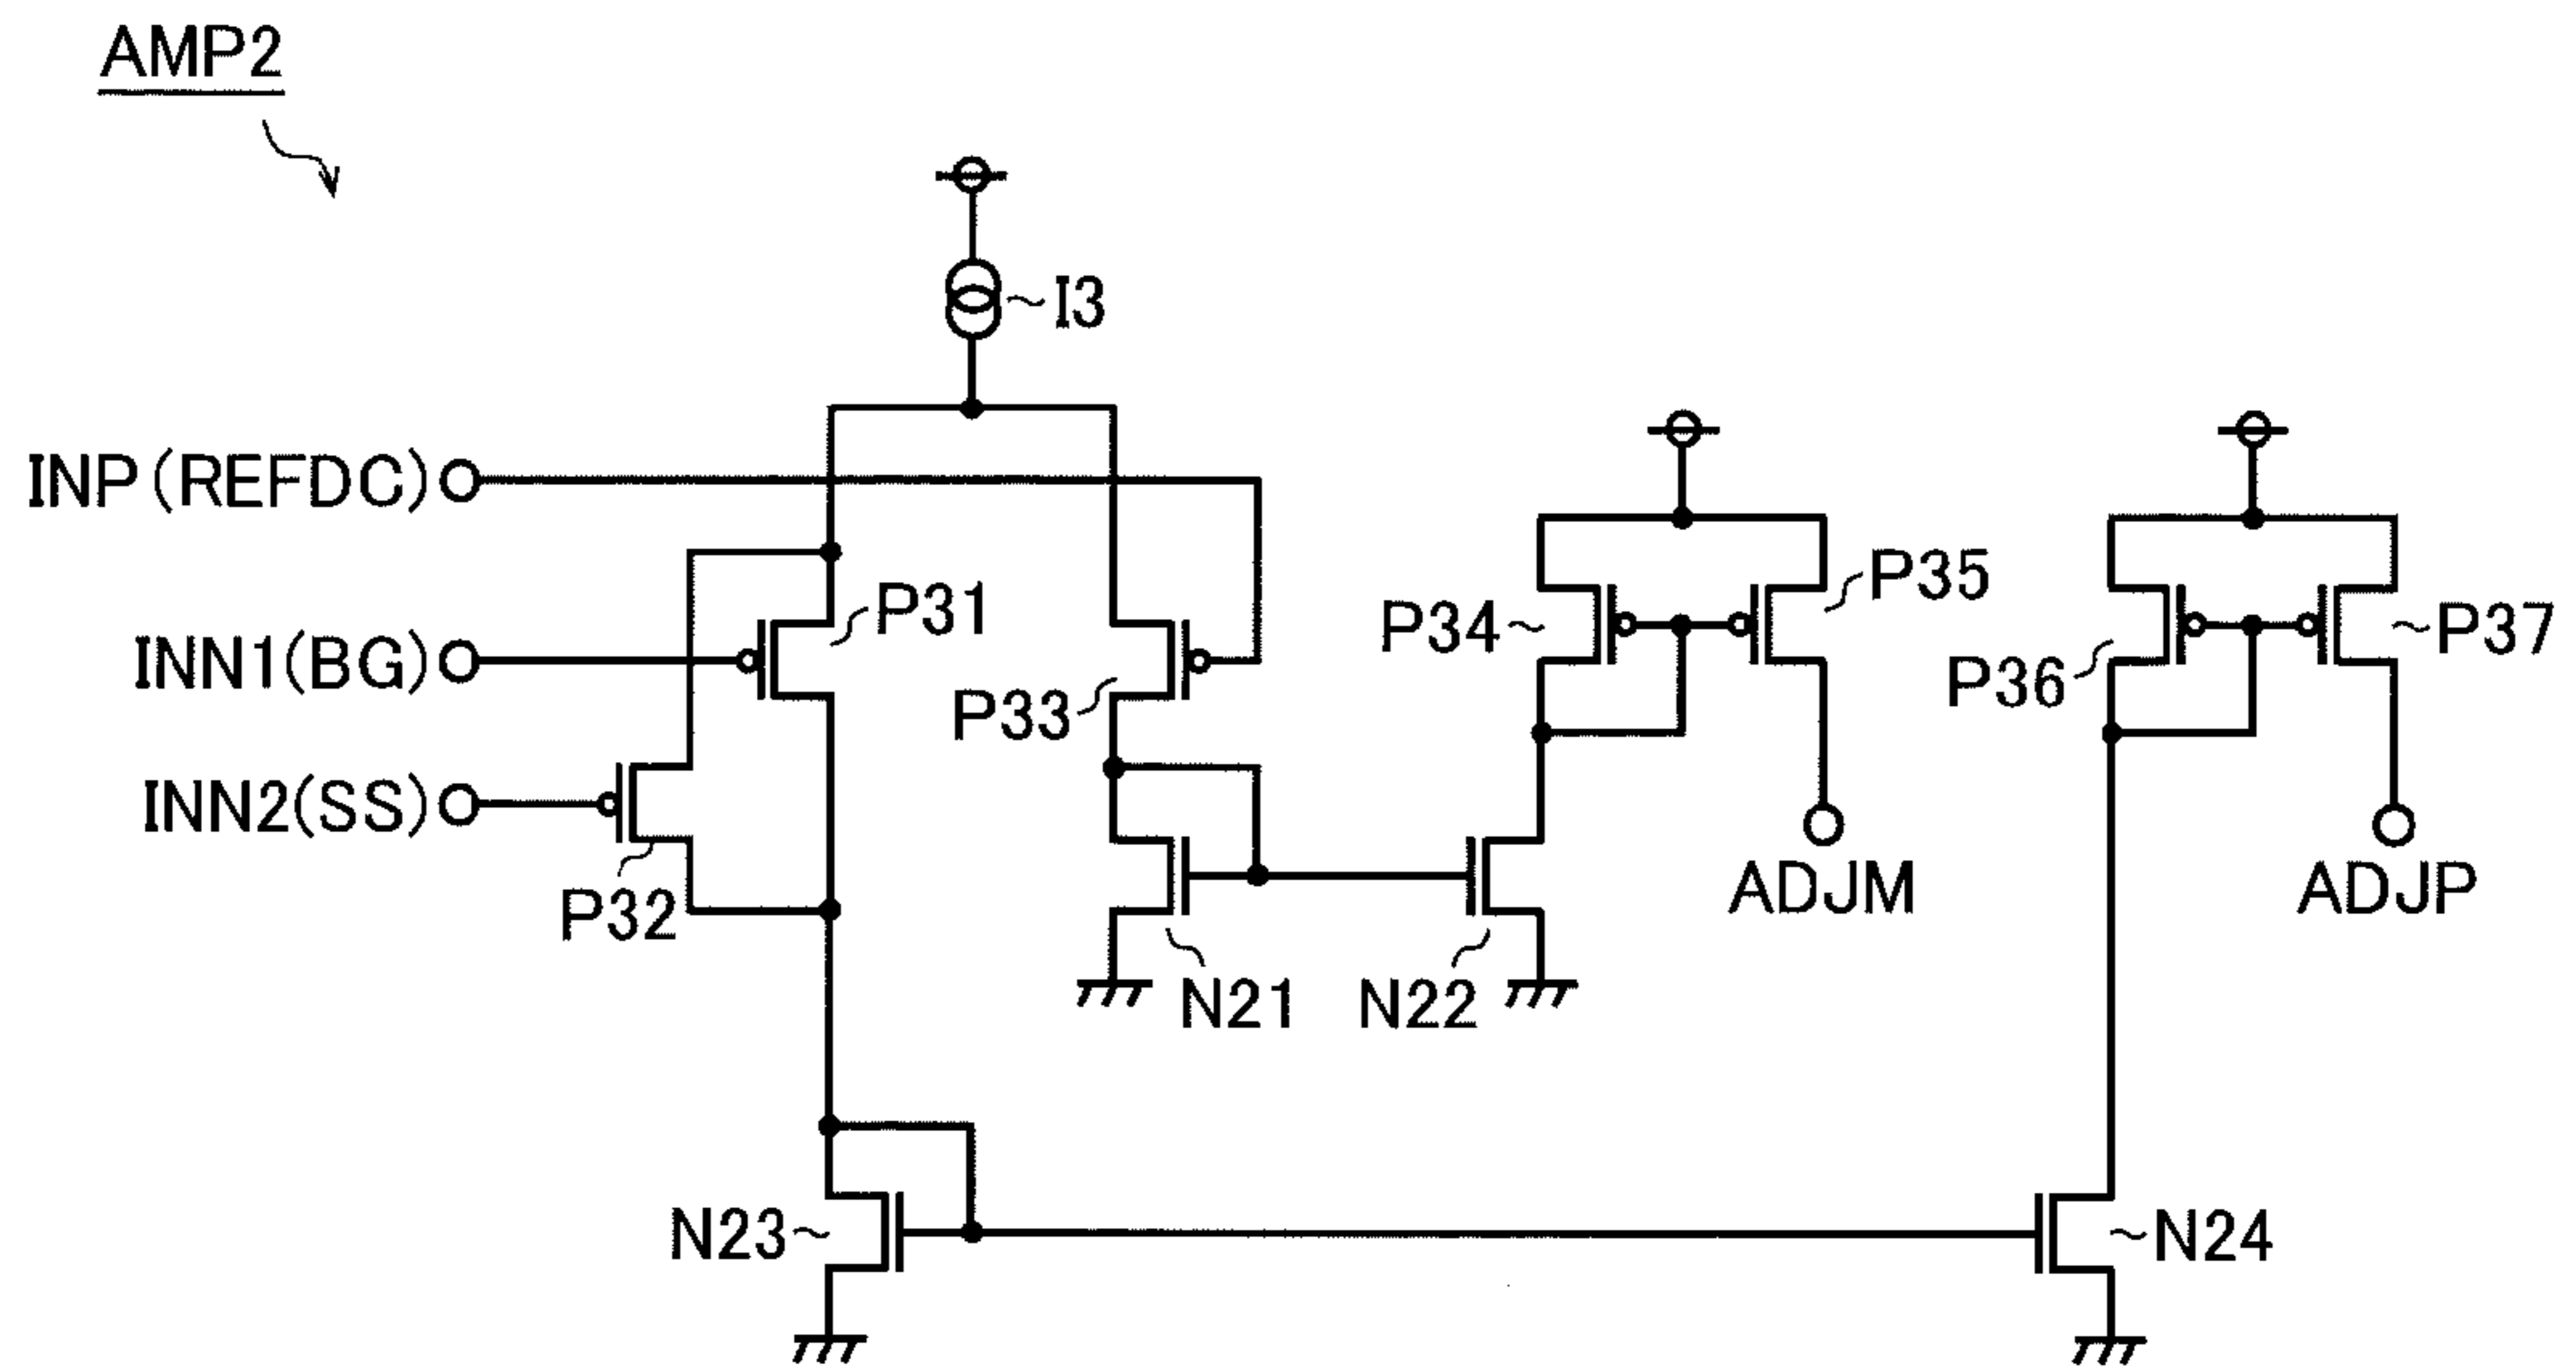 AMP2
I3
INP(REFDC)
P31
P35
P34
P37
INN1(BG)
P36
P33
INN2(SS)
P32
ADJM
ADJP
N21
N22
N23
N24